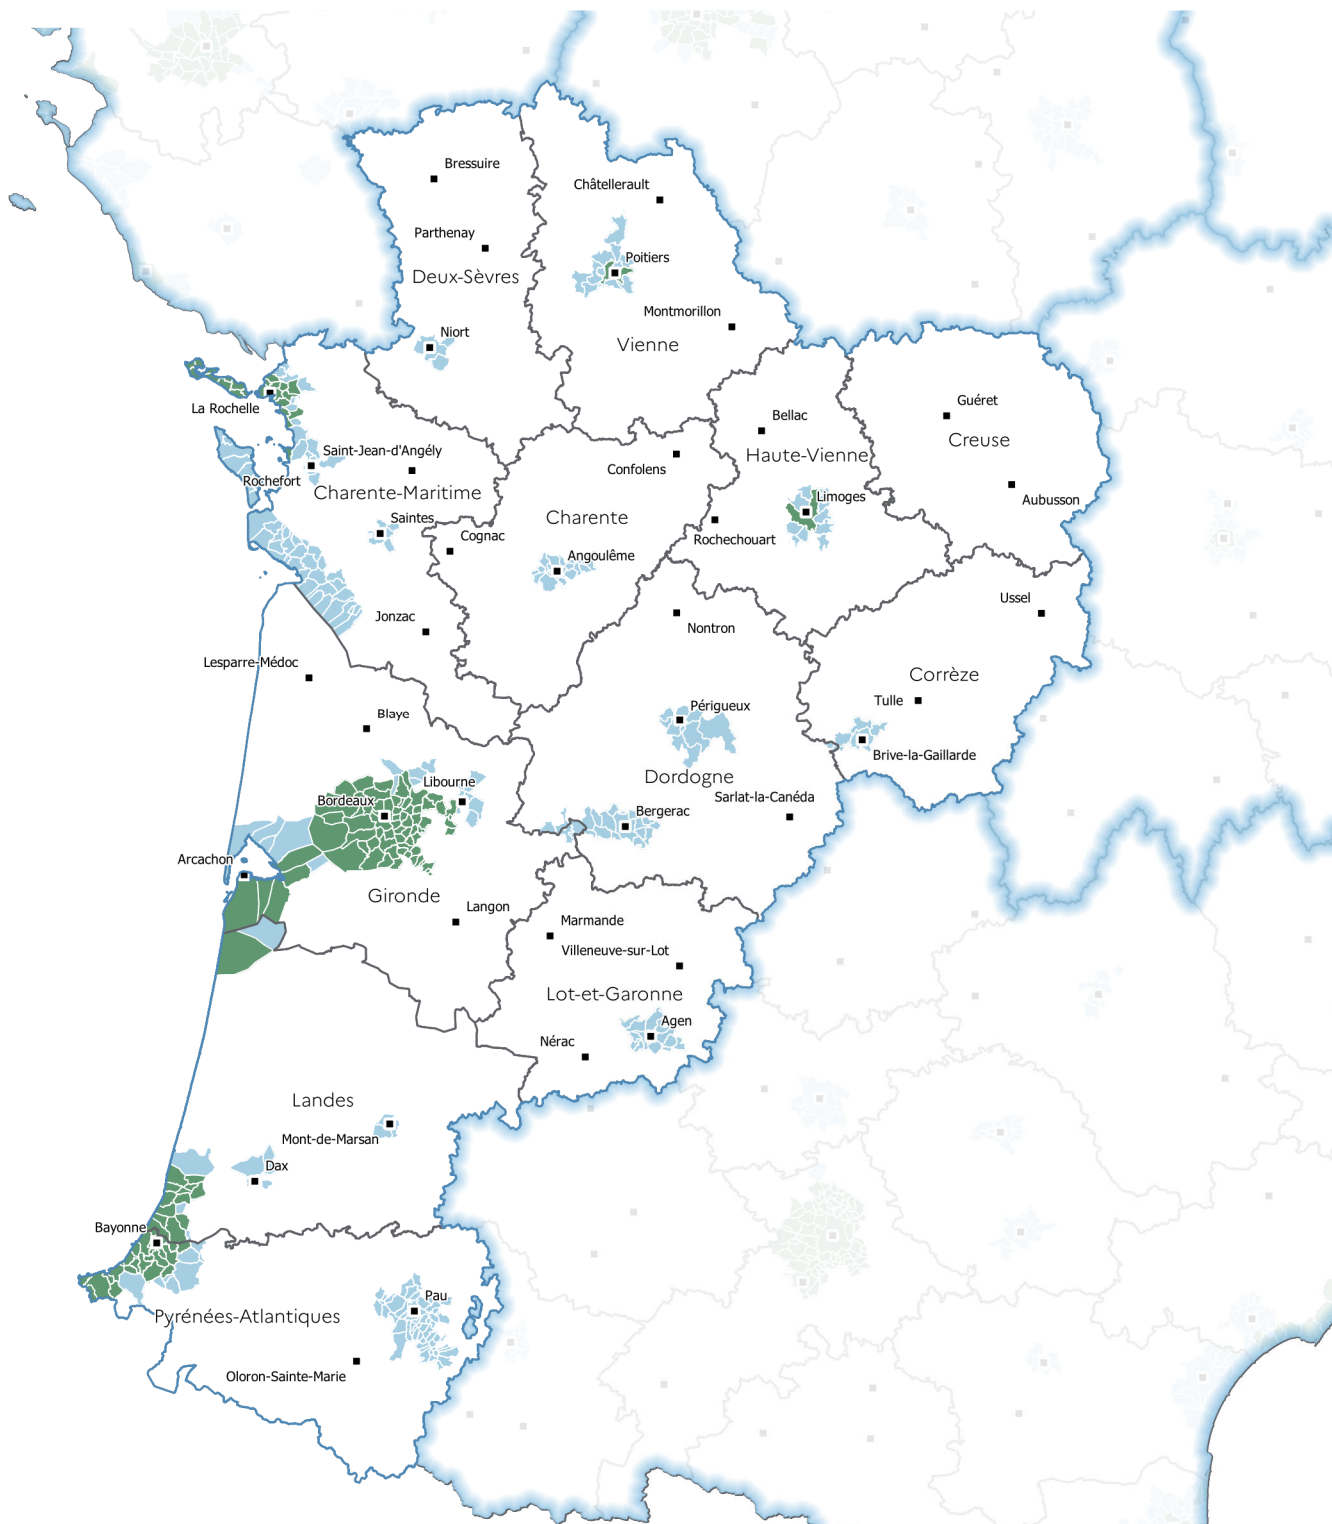 Bressuire
Châtellerault
Parthenay
Poitiers
Deux-Sèvres
Montmorillon
Niort
Vienne
La Rochelle
Guéret
Bellac
Creuse
Saint-Jean-d'Angély
Haute-Vienne
Confolens
Rochefort
Charente-Maritime
Limoges
Aubusson
Saintes
Charente
Cognac
Rochechouart
Angoulême
Ussel
Jonzac
Nontron
Lesparre-Médoc
Corrèze
Tulle
Périgueux
Blaye
Brive-la-Gaillarde
Dordogne
Libourne
Sarlat-la-Canéda
Bordeaux
Bergerac
Arcachon
Gironde
Langon
Marmande
Villeneuve-sur-Lot
Lot-et-Garonne
Agen
Nérac
Landes
Mont-de-Marsan
Dax
Bayonne
Pau
Pyrénées-Atlantiques
Oloron-Sainte-Marie